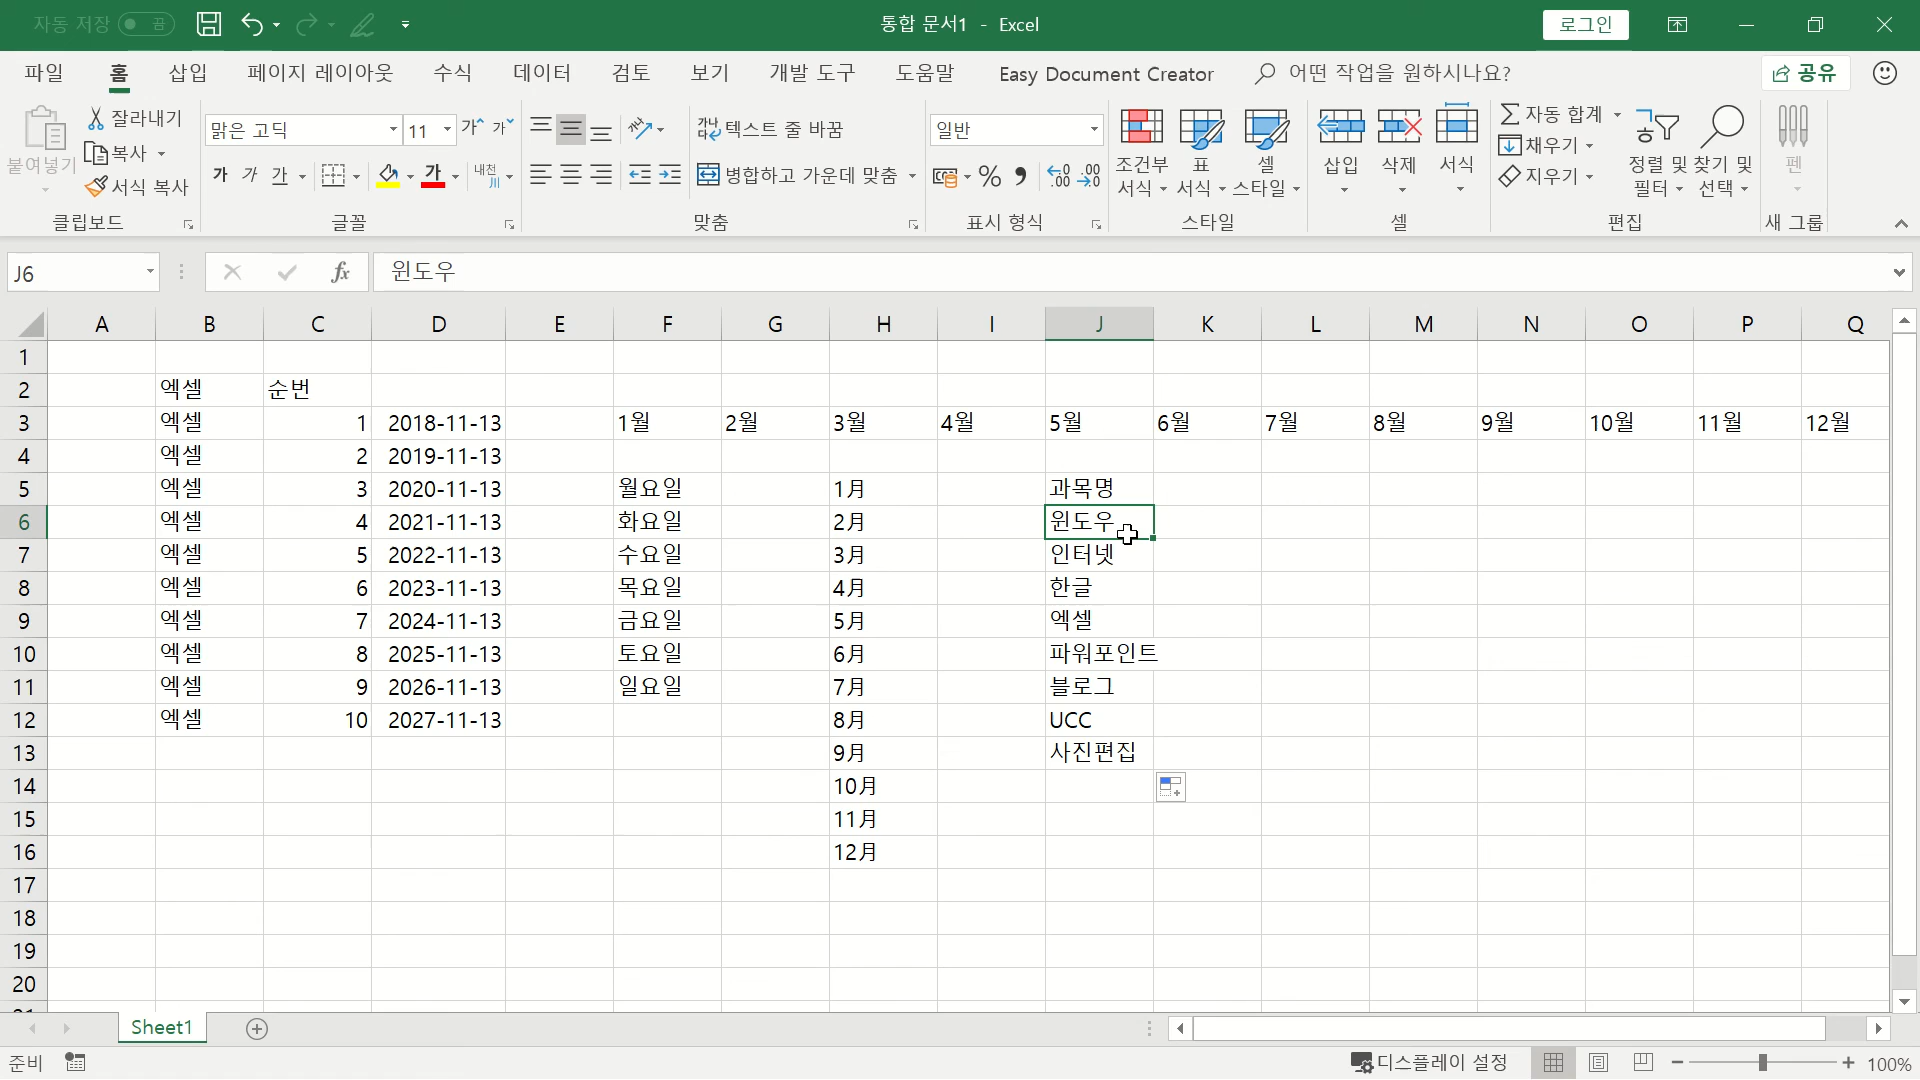 자동 저장 끔 통합 문서1 - Excel 로그인
파일 홈 삽입 페이지 레이아웃 수식 데이터 검토 보기 개발 도구 도움말 Easy Document Creator 어떤 작업을 원하시나요? 공유
붙여넣기
잘라내기
복사
서식 복사
클립보드
맑은 고딕 11 가 가
가 가 가 가 내천 川
글꼴
텍스트 줄 바꿈
병합하고 가운데 맞춤
맞춤
일반
% , .00 .00
표시 형식
조건부 서식
표 서식
셀 스타일
스타일
삽입 삭제 서식
셀
자동 합계
채우기
지우기
정렬 및 필터
찾기 및 선택
편집
펜
새 그룹
J6 fx 윈도우
A B C D E F G H I J K L M N O P Q
1
2 엑셀 순번
3 엑셀 1 2018-11-13 1월 2월 3월 4월 5월 6월 7월 8월 9월 10월 11월 12월
4 엑셀 2 2019-11-13
5 엑셀 3 2020-11-13 월요일 1月 과목명
6 엑셀 4 2021-11-13 화요일 2月 윈도우
7 엑셀 5 2022-11-13 수요일 3月 인터넷
8 엑셀 6 2023-11-13 목요일 4月 한글
9 엑셀 7 2024-11-13 금요일 5月 엑셀
10 엑셀 8 2025-11-13 토요일 6月 파워포인트
11 엑셀 9 2026-11-13 일요일 7月 블로그
12 엑셀 10 2027-11-13 8月 UCC
13 9月 사진편집
14 10月
15 11月
16 12月
17
18
19
20
Sheet1
준비 디스플레이 설정 100%